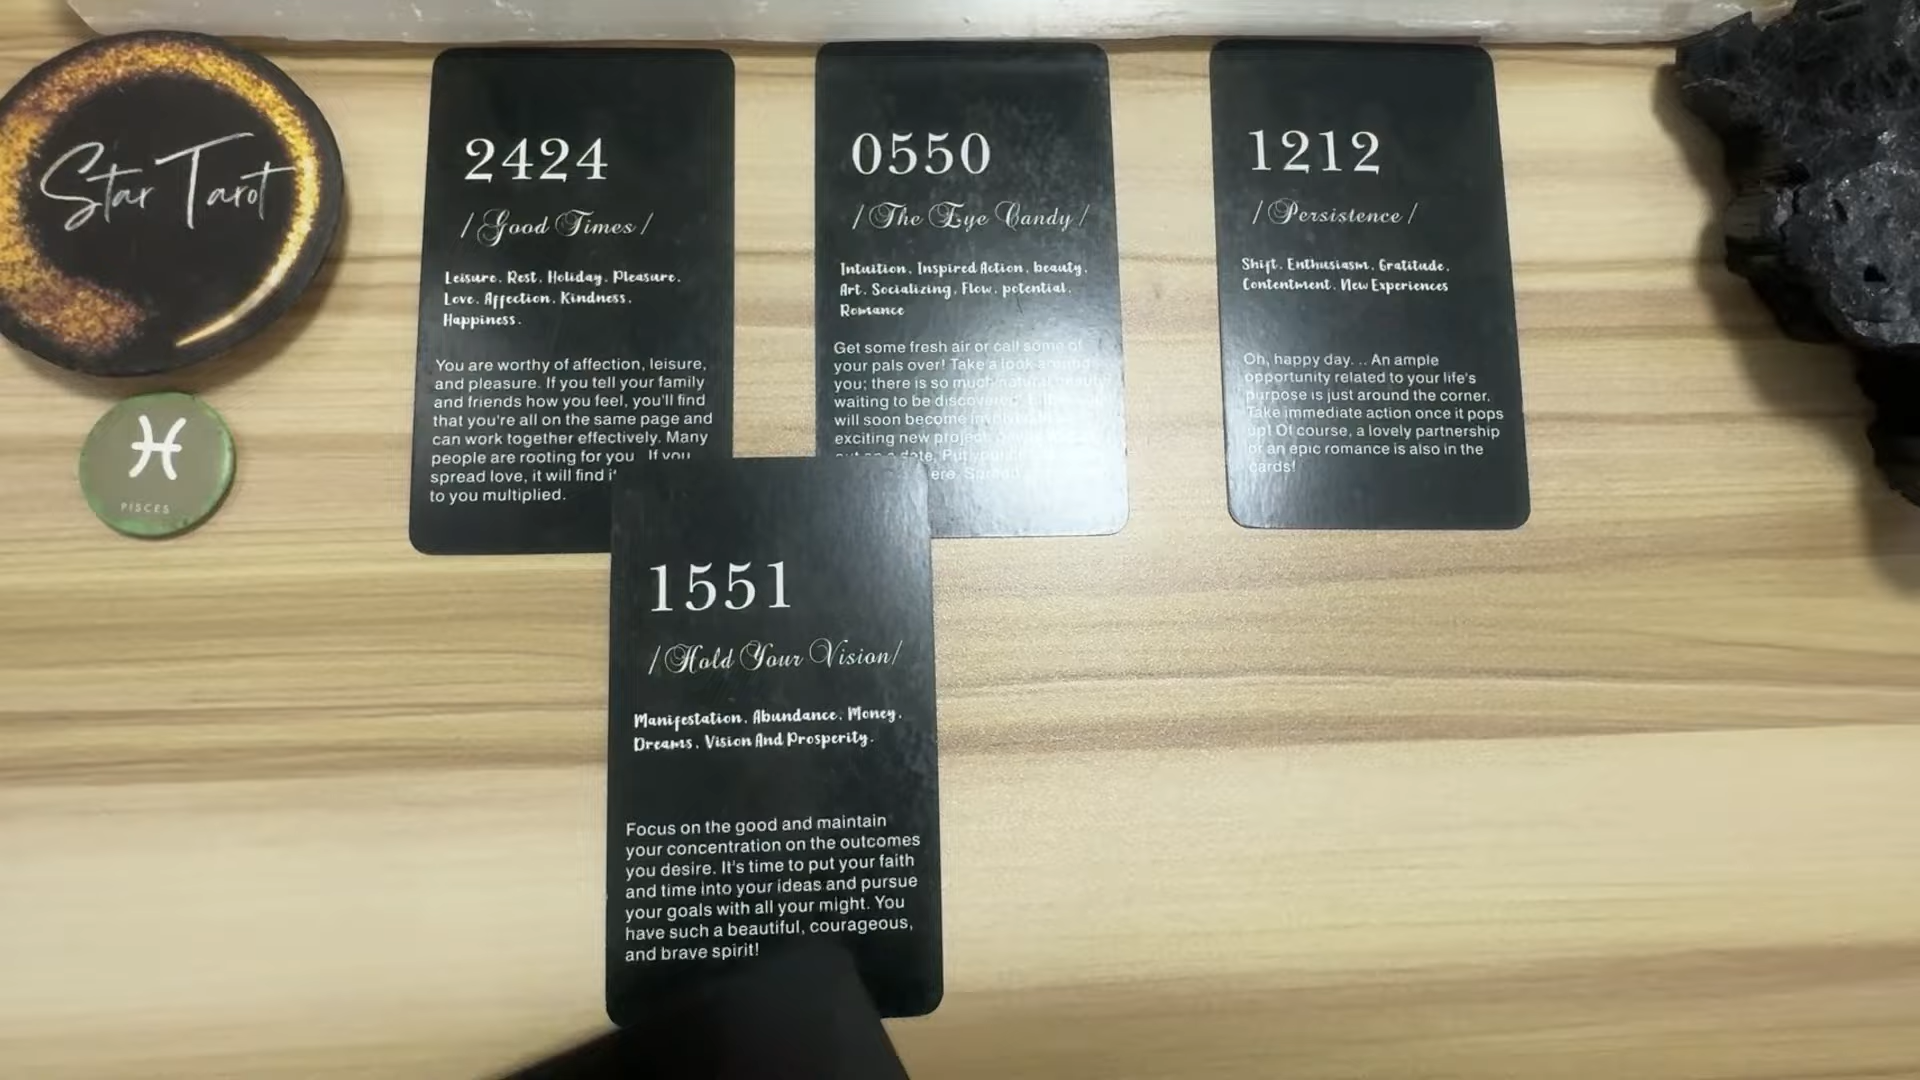 Star Tarot
PISCES
2424
/ Good Times /
Leisure. Rest. Holiday. Pleasure.
Love. Affection. Kindness.
Happiness.
You are worthy of affection, leisure,
and pleasure. If you tell your family
and friends how you feel, you'll find
that you're all on the same page and
can work together effectively. Many
people are rooting for you If you
spread love, it will find
to you multiplied.
0550
/ The Eye Candy /
Intuition, Inspired Action, beauty,
Art. Socializing, Flow, potential.
Romance
Get some fresh air or call some of
your pals over! Take a look around
you; there is so much natural beauty
waiting to be discovered!
will soon become
exciting new project
date. Put
1212
/ Persistence /
Shift. Enthusiasm. Gratitude.
Contentment. New Experiences
Oh, happy day. .. An ample
opportunity related to your life's
purpose is just around the corner.
Take immediate action once it pops
up! Of course, a lovely partnership
or an epic romance is also in the
cards!
1551
/ Hold Your Vision /
Manifestation. Abundance. Money.
Dreams. Vision And Prosperity.
Focus on the good and maintain
your concentration on the outcomes
you desire. It's time to put your faith
and time into your ideas and pursue
your goals with all your might. You
have such a beautiful, courageous,
and brave spirit!